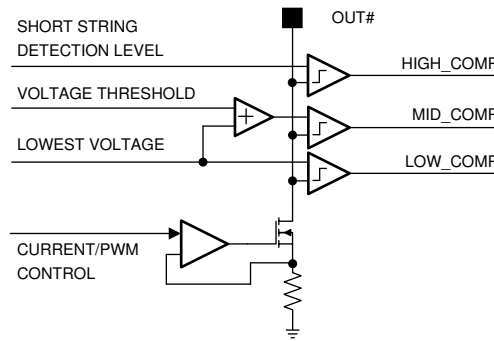 SHORT STRING
DETECTION LEVEL
OUT#
HIGH_COMP
VOLTAGE THRESHOLD
MID_COMP
LOWEST VOLTAGE
LOW_COMP
CURRENT/PWM
CONTROL